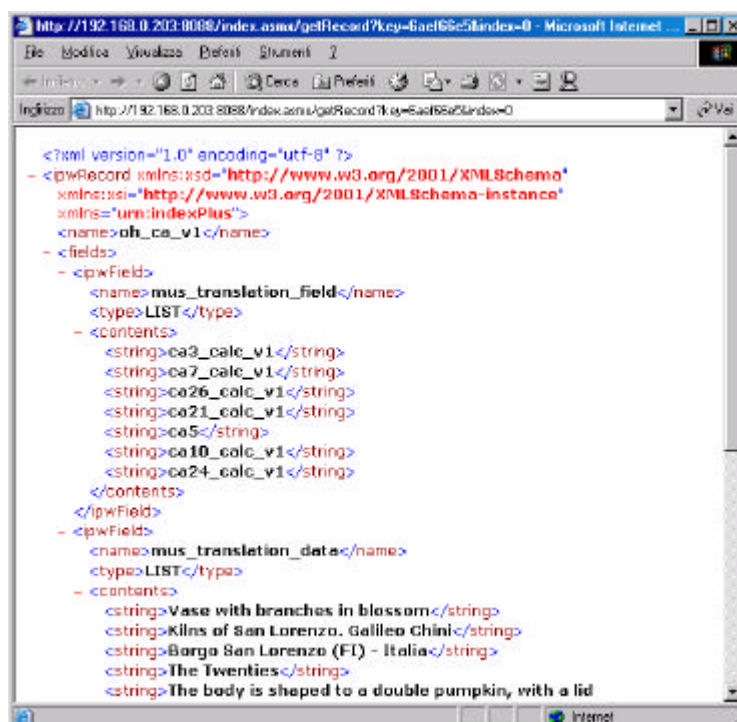 http://192.168.0.203:8088/index.asmx/getRecord?key=6aef66e5&index=0 - Microsoft Internet ...
File Modifica Visualizza Preferiti Strumenti ?
Indietro Cerca Preferiti
Indirizzo http://192.168.0.203:8088/index.asmx/getRecord?key=6aef66e5&index=0 Vai
<?xml version="1.0" encoding="utf-8" ?>
- <ipwRecord xmlns:xsd="http://www.w3.org/2001/XMLSchema"
xmlns:xsi="http://www.w3.org/2001/XMLSchema-instance"
xmlns="urn:indexPlus">
<name>oh_ca_v1</name>
- <fields>
- <ipwField>
<name>mus_translation_field</name>
<type>LIST</type>
- <contents>
<string>ca3_calc_v1</string>
<string>ca7_calc_v1</string>
<string>ca26_calc_v1</string>
<string>ca21_calc_v1</string>
<string>ca5</string>
<string>ca10_calc_v1</string>
<string>ca24_calc_v1</string>
</contents>
</ipwField>
- <ipwField>
<name>mus_translation_data</name>
<type>LIST</type>
- <contents>
<string>Vase with branches in blossom</string>
<string>Kilns of San Lorenzo. Galileo Chini</string>
<string>Borgo San Lorenzo (FI) - Italia</string>
<string>The Twenties</string>
<string>The body is shaped to a double pumpkin, with a lid
Internet